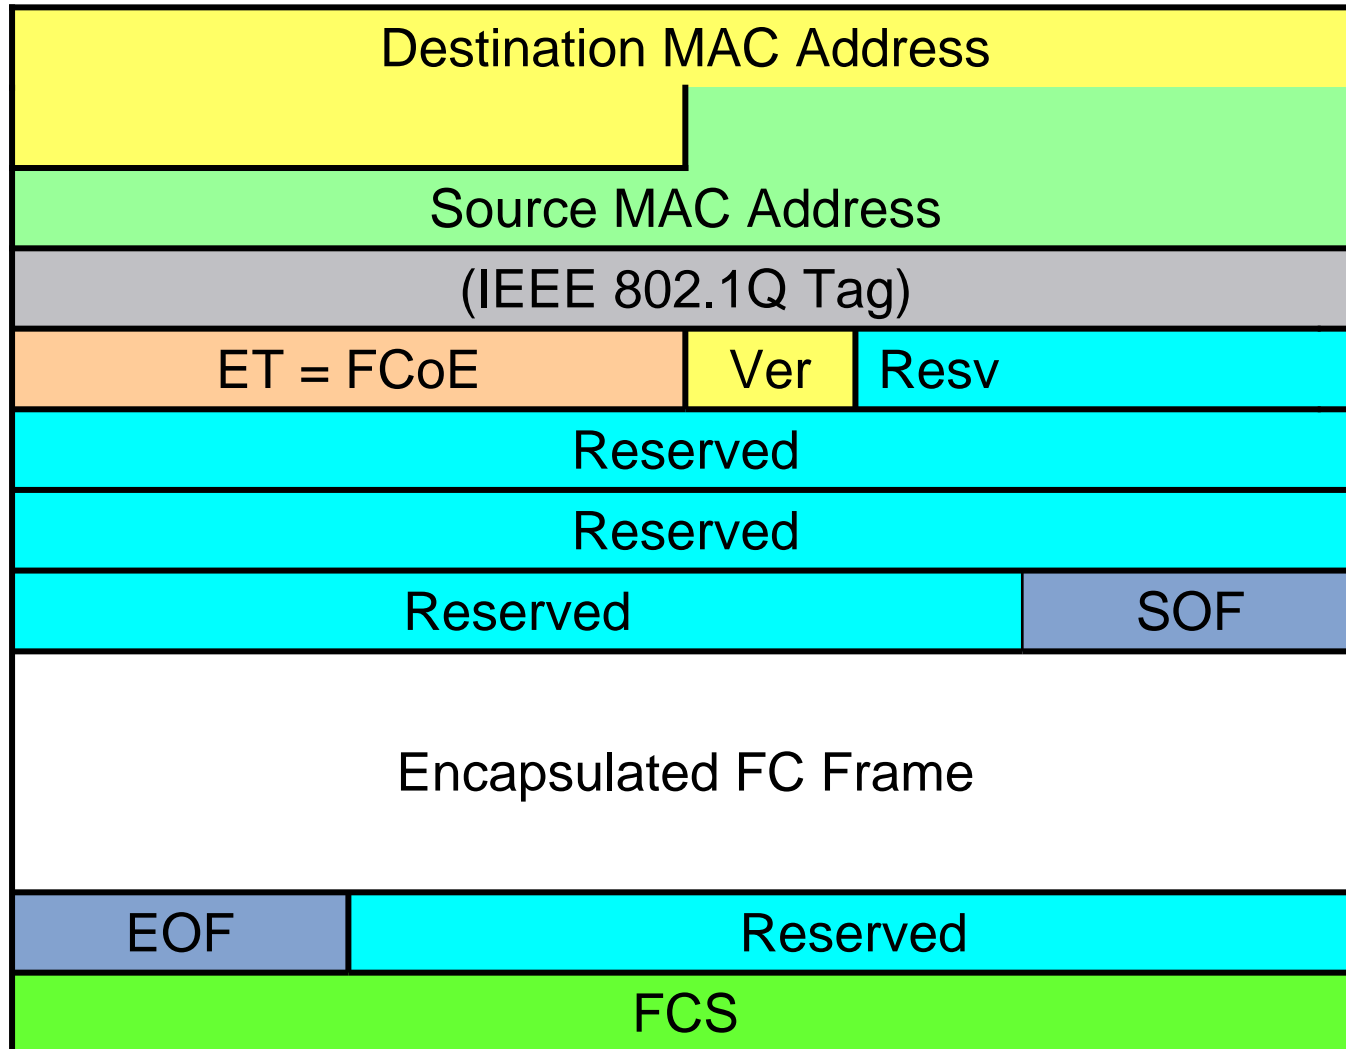 Destination MAC Address
Source MAC Address
(IEEE 802.1Q Tag)
ET = FCoE Ver Resv
Reserved
Reserved
Reserved SOF
Encapsulated FC Frame
EOF Reserved
FCS